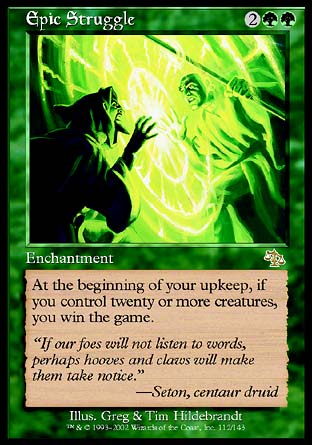 Epic Struggle 2
Enchantment
At the beginning of your upkeep, if
you control twenty or more creatures,
you win the game.
"If our foes will not listen to words,
perhaps hooves and claws will make
them take notice."
—Seton, centaur druid
Illus. Greg & Tim Hildebrandt
™ & © 1993-2002 Wizards of the Coast, Inc. 112/143